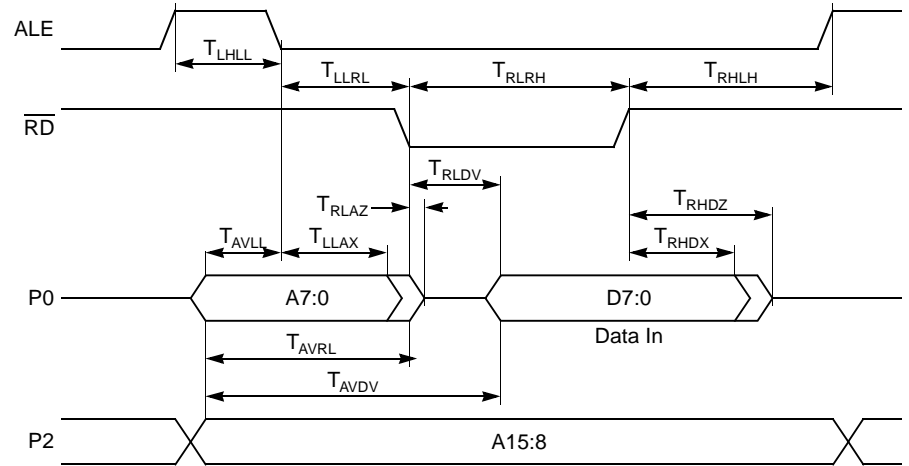 ALE
TLHLL
TLLRL
TRLRH
TRHLH
RD
TRLDV
TRLAZ
TRHDZ
TAVLL
TLLAX
TRHDX
P0
A7:0
D7:0
Data In
TAVRL
TAVDV
P2
A15:8